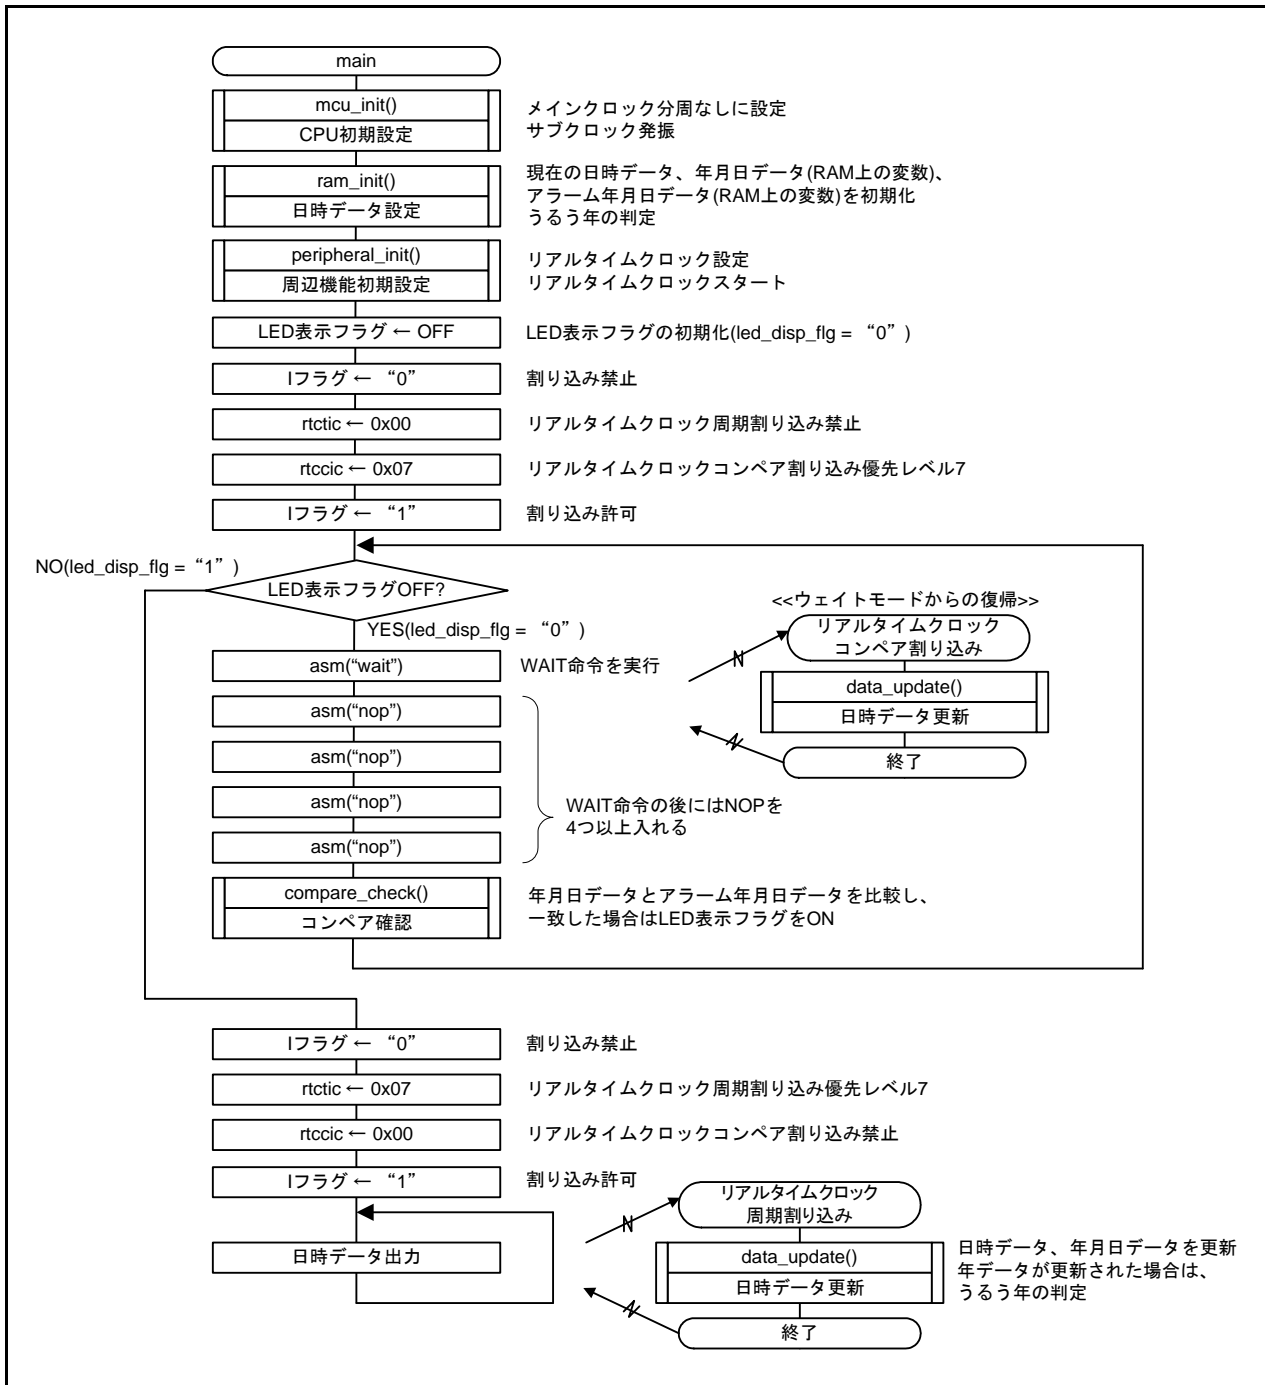 main
mcu_init()
CPU初期設定
メインクロック分周なしに設定
サブクロック発振
ram_init()
日時データ設定
現在の日時データ、年月日データ(RAM上の変数)、
アラーム年月日データ(RAM上の変数)を初期化
うるう年の判定
peripheral_init()
周辺機能初期設定
リアルタイムクロック設定
リアルタイムクロックスタート
LED表示フラグ ← OFF
LED表示フラグの初期化(led_disp_flg = “0”)
Iフラグ ← “0”
割り込み禁止
rtctic ← 0x00
リアルタイムクロック周期割り込み禁止
rtccic ← 0x07
リアルタイムクロックコンペア割り込み優先レベル7
Iフラグ ← “1”
割り込み許可
NO(led_disp_flg = “1”)
LED表示フラグOFF?
YES(led_disp_flg = “0”)
<<ウェイトモードからの復帰>>
リアルタイムクロック
コンペア割り込み
data_update()
日時データ更新
終了
asm(“wait”)
WAIT命令を実行
asm(“nop”)
asm(“nop”)
asm(“nop”)
asm(“nop”)
WAIT命令の後にはNOPを
4つ以上入れる
compare_check()
コンペア確認
年月日データとアラーム年月日データを比較し、
一致した場合はLED表示フラグをON
Iフラグ ← “0”
割り込み禁止
rtctic ← 0x07
リアルタイムクロック周期割り込み優先レベル7
rtccic ← 0x00
リアルタイムクロックコンペア割り込み禁止
Iフラグ ← “1”
割り込み許可
日時データ出力
リアルタイムクロック
周期割り込み
data_update()
日時データ更新
終了
日時データ、年月日データを更新
年データが更新された場合は、
うるう年の判定